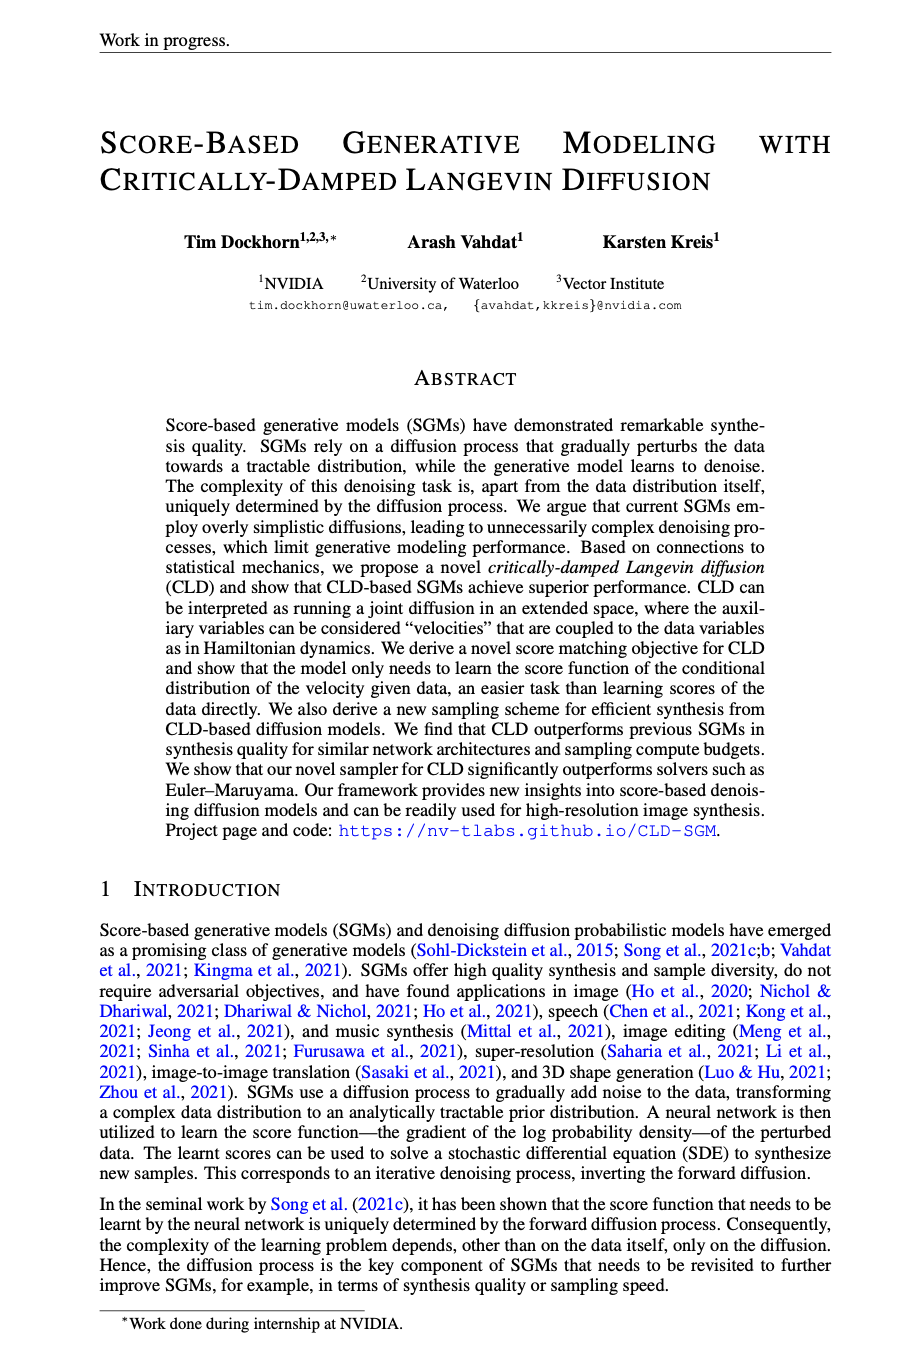 Work in progress.
SCORE-BASED GENERATIVE MODELING WITH
CRITICALLY-DAMPED LANGEVIN DIFFUSION
Tim Dockhorn1,2,3,* Arash Vahdat1 Karsten Kreis1
1NVIDIA 2University of Waterloo 3Vector Institute
tim.dockhorn@uwaterloo.ca, {avahdat,kkreis}@nvidia.com
ABSTRACT
Score-based generative models (SGMs) have demonstrated remarkable synthe-
sis quality. SGMs rely on a diffusion process that gradually perturbs the data
towards a tractable distribution, while the generative model learns to denoise.
The complexity of this denoising task is, apart from the data distribution itself,
uniquely determined by the diffusion process. We argue that current SGMs em-
ploy overly simplistic diffusions, leading to unnecessarily complex denoising pro-
cesses, which limit generative modeling performance. Based on connections to
statistical mechanics, we propose a novel critically-damped Langevin diffusion
(CLD) and show that CLD-based SGMs achieve superior performance. CLD can
be interpreted as running a joint diffusion in an extended space, where the auxil-
iary variables can be considered “velocities” that are coupled to the data variables
as in Hamiltonian dynamics. We derive a novel score matching objective for CLD
and show that the model only needs to learn the score function of the conditional
distribution of the velocity given data, an easier task than learning scores of the
data directly. We also derive a new sampling scheme for efficient synthesis from
CLD-based diffusion models. We find that CLD outperforms previous SGMs in
synthesis quality for similar network architectures and sampling compute budgets.
We show that our novel sampler for CLD significantly outperforms solvers such as
Euler–Maruyama. Our framework provides new insights into score-based denois-
ing diffusion models and can be readily used for high-resolution image synthesis.
Project page and code: https://nv-tlabs.github.io/CLD-SGM.
1 INTRODUCTION
Score-based generative models (SGMs) and denoising diffusion probabilistic models have emerged
as a promising class of generative models (Sohl-Dickstein et al., 2015; Song et al., 2021c;b; Vahdat
et al., 2021; Kingma et al., 2021). SGMs offer high quality synthesis and sample diversity, do not
require adversarial objectives, and have found applications in image (Ho et al., 2020; Nichol &
Dhariwal, 2021; Dhariwal & Nichol, 2021; Ho et al., 2021), speech (Chen et al., 2021; Kong et al.,
2021; Jeong et al., 2021), and music synthesis (Mittal et al., 2021), image editing (Meng et al.,
2021; Sinha et al., 2021; Furusawa et al., 2021), super-resolution (Saharia et al., 2021; Li et al.,
2021), image-to-image translation (Sasaki et al., 2021), and 3D shape generation (Luo & Hu, 2021;
Zhou et al., 2021). SGMs use a diffusion process to gradually add noise to the data, transforming
a complex data distribution to an analytically tractable prior distribution. A neural network is then
utilized to learn the score function—the gradient of the log probability density—of the perturbed
data. The learnt scores can be used to solve a stochastic differential equation (SDE) to synthesize
new samples. This corresponds to an iterative denoising process, inverting the forward diffusion.
In the seminal work by Song et al. (2021c), it has been shown that the score function that needs to be
learnt by the neural network is uniquely determined by the forward diffusion process. Consequently,
the complexity of the learning problem depends, other than on the data itself, only on the diffusion.
Hence, the diffusion process is the key component of SGMs that needs to be revisited to further
improve SGMs, for example, in terms of synthesis quality or sampling speed.
*Work done during internship at NVIDIA.